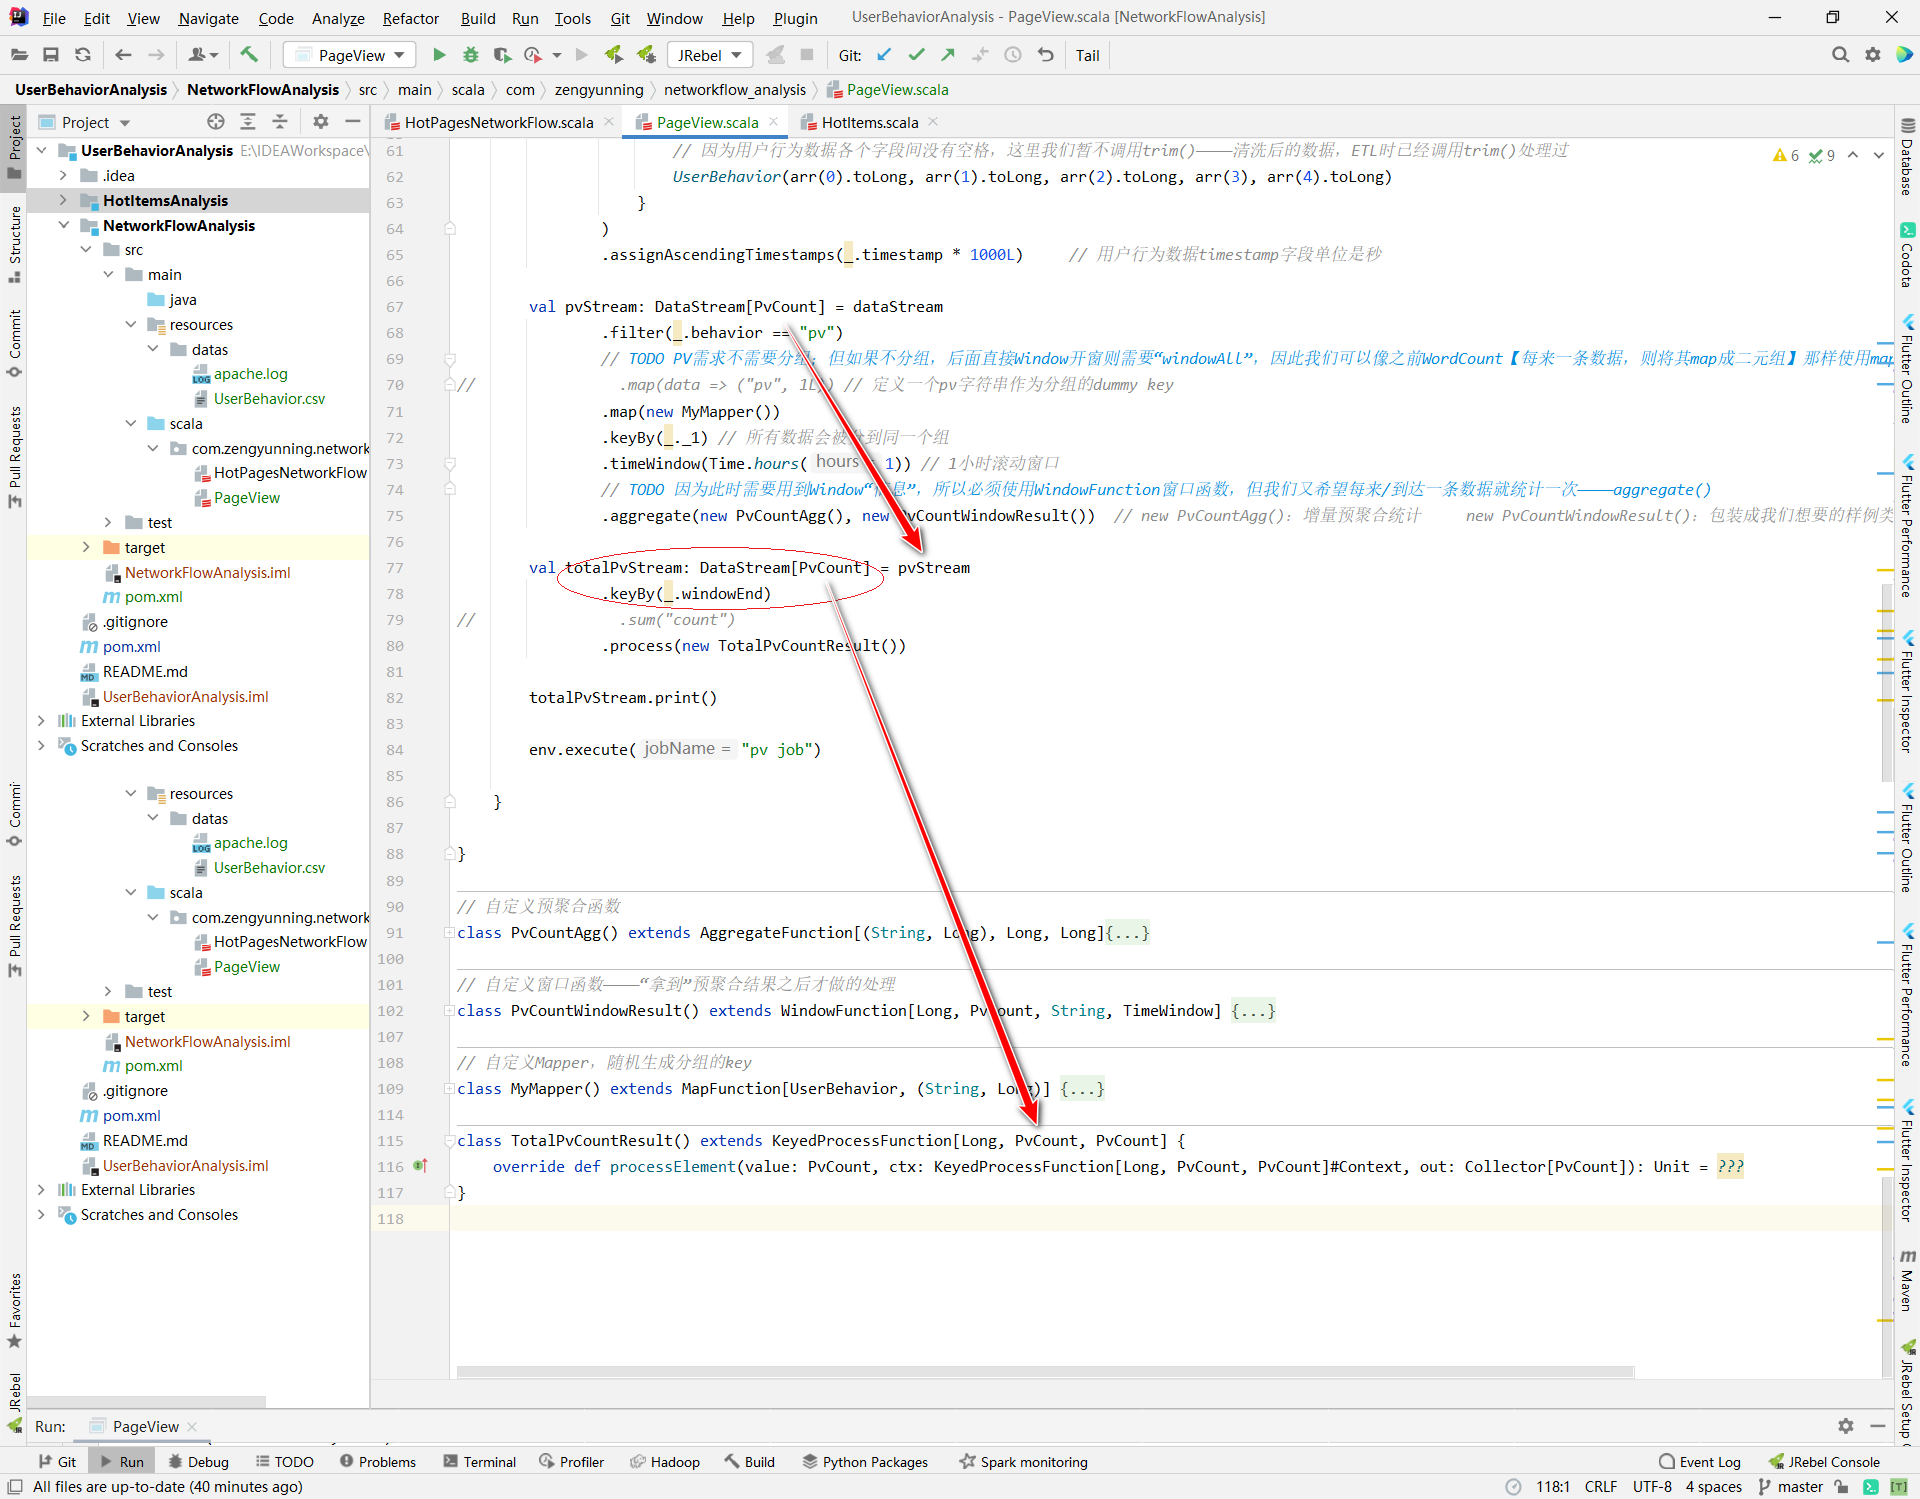 File Edit View Navigate Code Analyze Refactor Build Run Tools Git Window Help Plugin UserBehaviorAnalysis - PageView.scala [NetworkFlowAnalysis]
PageView JRebel Git: Tail
UserBehaviorAnalysis NetworkFlowAnalysis src main scala com zengyunning networkflow_analysis PageView.scala
Project HotPagesNetworkFlow.scala PageView.scala HotItems.scala
UserBehaviorAnalysis E:\IDEAWorkspace\
.idea
HotItemsAnalysis
NetworkFlowAnalysis
src
main
java
resources
datas
apache.log
UserBehavior.csv
scala
com.zengyunning.network
HotPagesNetworkFlow
PageView
test
target
NetworkFlowAnalysis.iml
pom.xml
.gitignore
pom.xml
README.md
UserBehaviorAnalysis.iml
External Libraries
Scratches and Consoles
resources
datas
apache.log
UserBehavior.csv
scala
com.zengyunning.network
HotPagesNetworkFlow
PageView
test
target
NetworkFlowAnalysis.iml
pom.xml
.gitignore
pom.xml
README.md
UserBehaviorAnalysis.iml
External Libraries
Scratches and Consoles
Project
Structure
Commit
Pull Requests
Commi
Pull Requests
Favorites
JRebel
6 9
61 // 因为用户行为数据各个字段间没有空格，这里我们暂不调用trim()————清洗后的数据，ETL时已经调用trim()处理过
62 UserBehavior(arr(0).toLong, arr(1).toLong, arr(2).toLong, arr(3), arr(4).toLong)
63 }
64 )
65 .assignAscendingTimestamps(_.timestamp * 1000L) // 用户行为数据timestamp字段单位是秒
66
67 val pvStream: DataStream[PvCount] = dataStream
68 .filter(_.behavior == "pv")
69 // TODO PV需求不需要分组；但如果不分组，后面直接Window开窗则需要“windowAll”，因此我们可以像之前WordCount【每来一条数据，则将其map成二元组】那样使用map
70 // .map(data => ("pv", 1L)) // 定义一个pv字符串作为分组的dummy key
71 .map(new MyMapper())
72 .keyBy(_._1) // 所有数据会被分到同一个组
73 .timeWindow(Time.hours( hours = 1)) // 1小时滚动窗口
74 // TODO 因为此时需要用到Window“信息”，所以必须使用WindowFunction窗口函数，但我们又希望每来/到达一条数据就统计一次————aggregate()
75 .aggregate(new PvCountAgg(), new PvCountWindowResult()) // new PvCountAgg()：增量预聚合统计 new PvCountWindowResult()：包装成我们想要的样例类
76
77 val totalPvStream: DataStream[PvCount] = pvStream
78 .keyBy(_.windowEnd)
79 // .sum("count")
80 .process(new TotalPvCountResult())
81
82 totalPvStream.print()
83
84 env.execute( jobName = "pv job")
85
86 }
87
88 }
89
90 // 自定义预聚合函数
91 class PvCountAgg() extends AggregateFunction[(String, Long), Long, Long]{...}
100
101 // 自定义窗口函数————“拿到”预聚合结果之后才做的处理
102 class PvCountWindowResult() extends WindowFunction[Long, PvCount, String, TimeWindow] {...}
107
108 // 自定义Mapper，随机生成分组的key
109 class MyMapper() extends MapFunction[UserBehavior, (String, Long)] {...}
114
115 class TotalPvCountResult() extends KeyedProcessFunction[Long, PvCount, PvCount] {
116 override def processElement(value: PvCount, ctx: KeyedProcessFunction[Long, PvCount, PvCount]#Context, out: Collector[PvCount]): Unit = ???
117 }
118
Database
Codota
Flutter Outline
Flutter Performance
Flutter Inspector
Flutter Outline
Flutter Performance
Flutter Inspector
Maven
JRebel Setup
Run: PageView
Git Run Debug TODO Problems Terminal Profiler Hadoop Build Python Packages Spark monitoring Event Log JRebel Console
All files are up-to-date (40 minutes ago) 118:1 CRLF UTF-8 4 spaces master